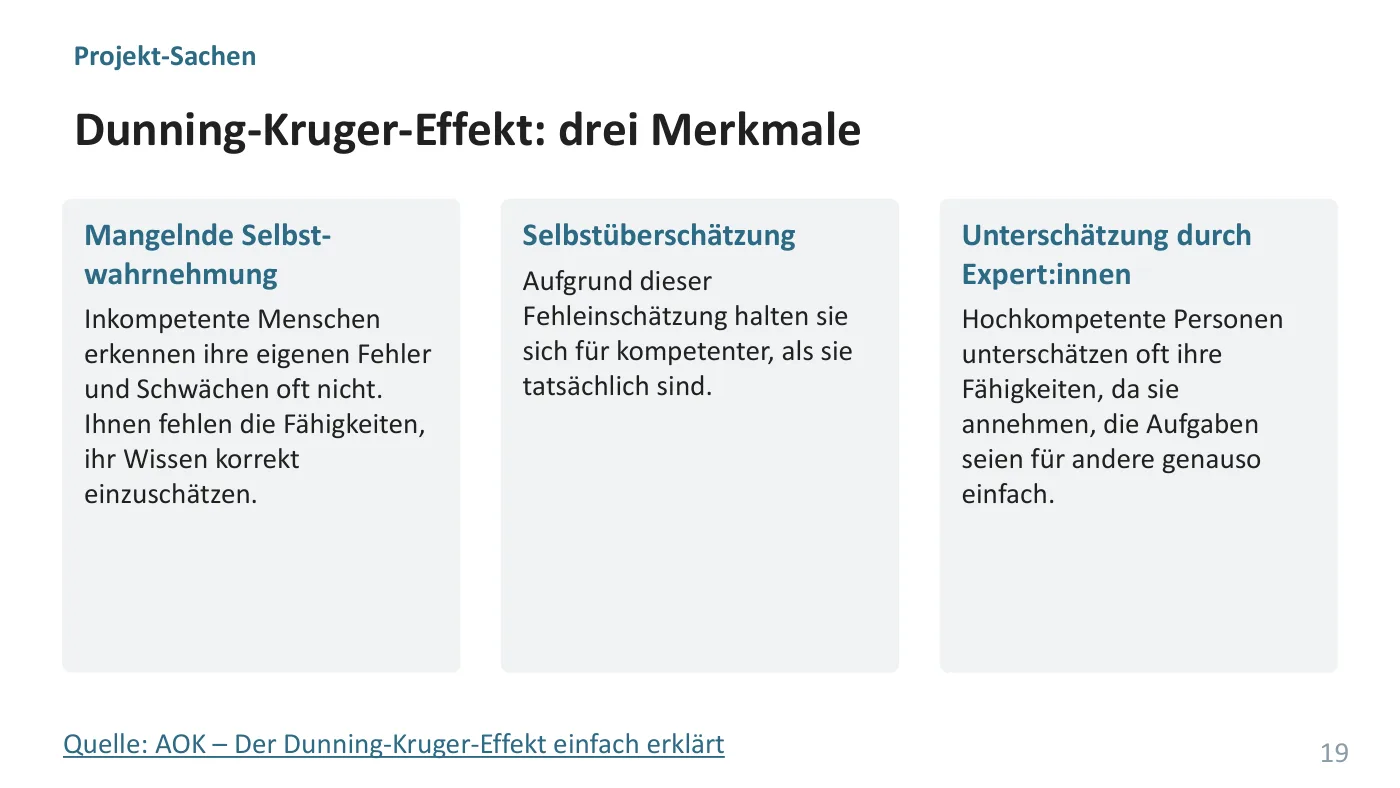 Projekt-Sachen
Dunning-Kruger-Effekt: drei Merkmale
Mangelnde Selbst-
wahrnehmung
Inkompetente Menschen
erkennen ihre eigenen Fehler
und Schwächen oft nicht.
Ihnen fehlen die Fähigkeiten,
ihr Wissen korrekt
einzuschätzen.
Selbstüberschätzung
Aufgrund dieser
Fehleinschätzung halten sie
sich für kompetenter, als sie
tatsächlich sind.
Unterschätzung durch
Expert:innen
Hochkompetente Personen
unterschätzen oft ihre
Fähigkeiten, da sie
annehmen, die Aufgaben
seien für andere genauso
einfach.
Quelle: AOK – Der Dunning-Kruger-Effekt einfach erklärt
19